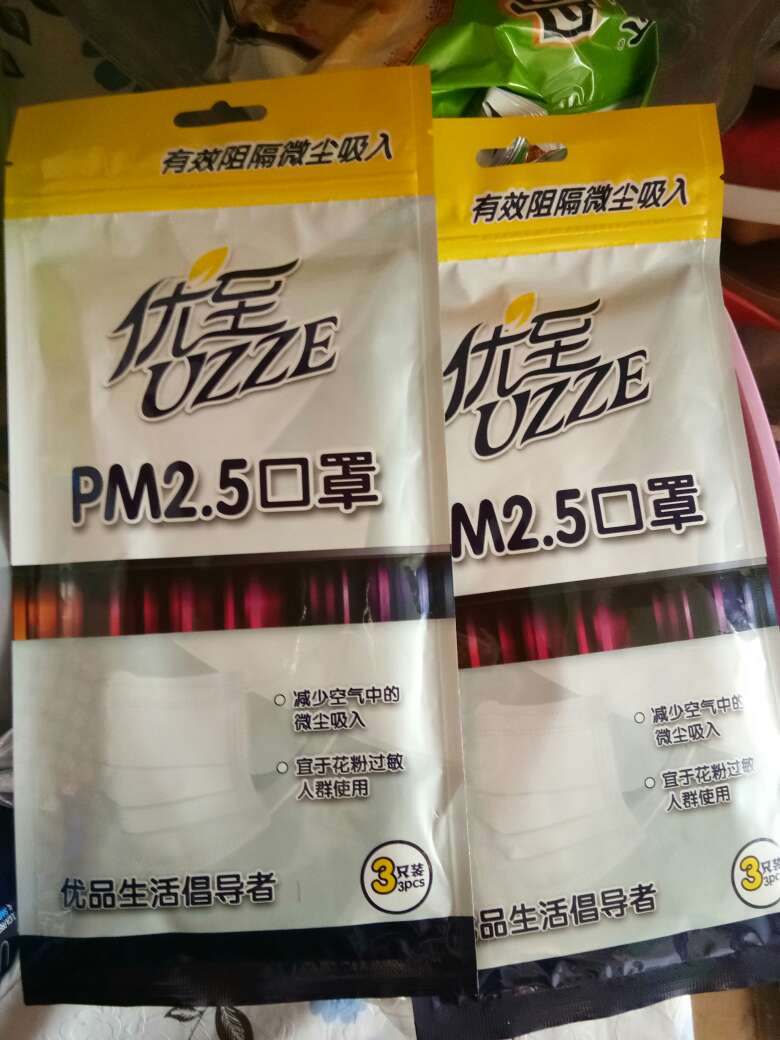 有效阻隔微尘吸入
优至
UZZE
PM2.5口罩
减少空气中的
微尘吸入
宜于花粉过敏
人群使用
3只装
3pcs
优品生活倡导者
有效阻隔微尘吸入
优至
UZZE
M2.5口罩
减少空气中的
微尘吸入
宜于花粉过敏
人群使用
3只装
3pcs
品生活倡导者